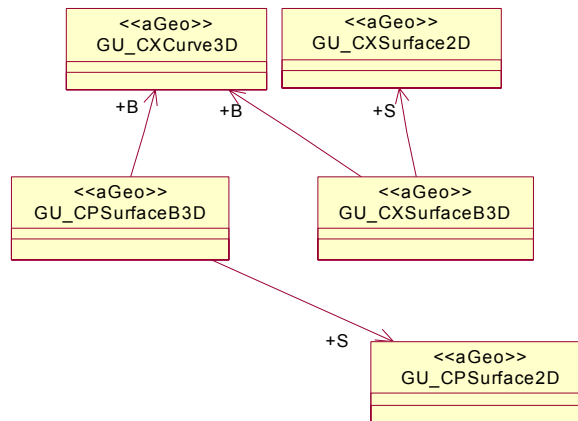 <<aGeo>>
GU_CXCurve3D
<<aGeo>>
GU_CXSurface2D
+B
+B
+S
<<aGeo>>
GU_CPSurfaceB3D
<<aGeo>>
GU_CXSurfaceB3D
+S
<<aGeo>>
GU_CPSurface2D